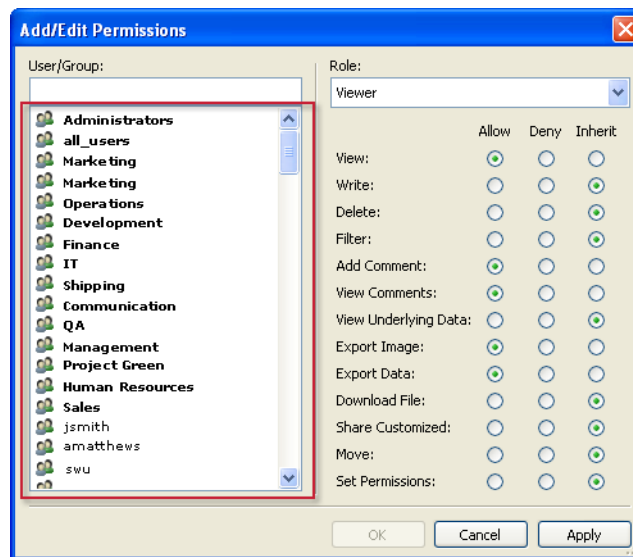 Add/Edit Permissions
User/Group:
Administrators
all_users
Marketing
Marketing
Operations
Development
Finance
IT
Shipping
Communication
QA
Management
Project Green
Human Resources
Sales
jsmith
amatthews
swu
Role:
Viewer
Allow Deny Inherit
View:
Write:
Delete:
Filter:
Add Comment:
View Comments:
View Underlying Data:
Export Image:
Export Data:
Download File:
Share Customized:
Move:
Set Permissions:
OK Cancel Apply